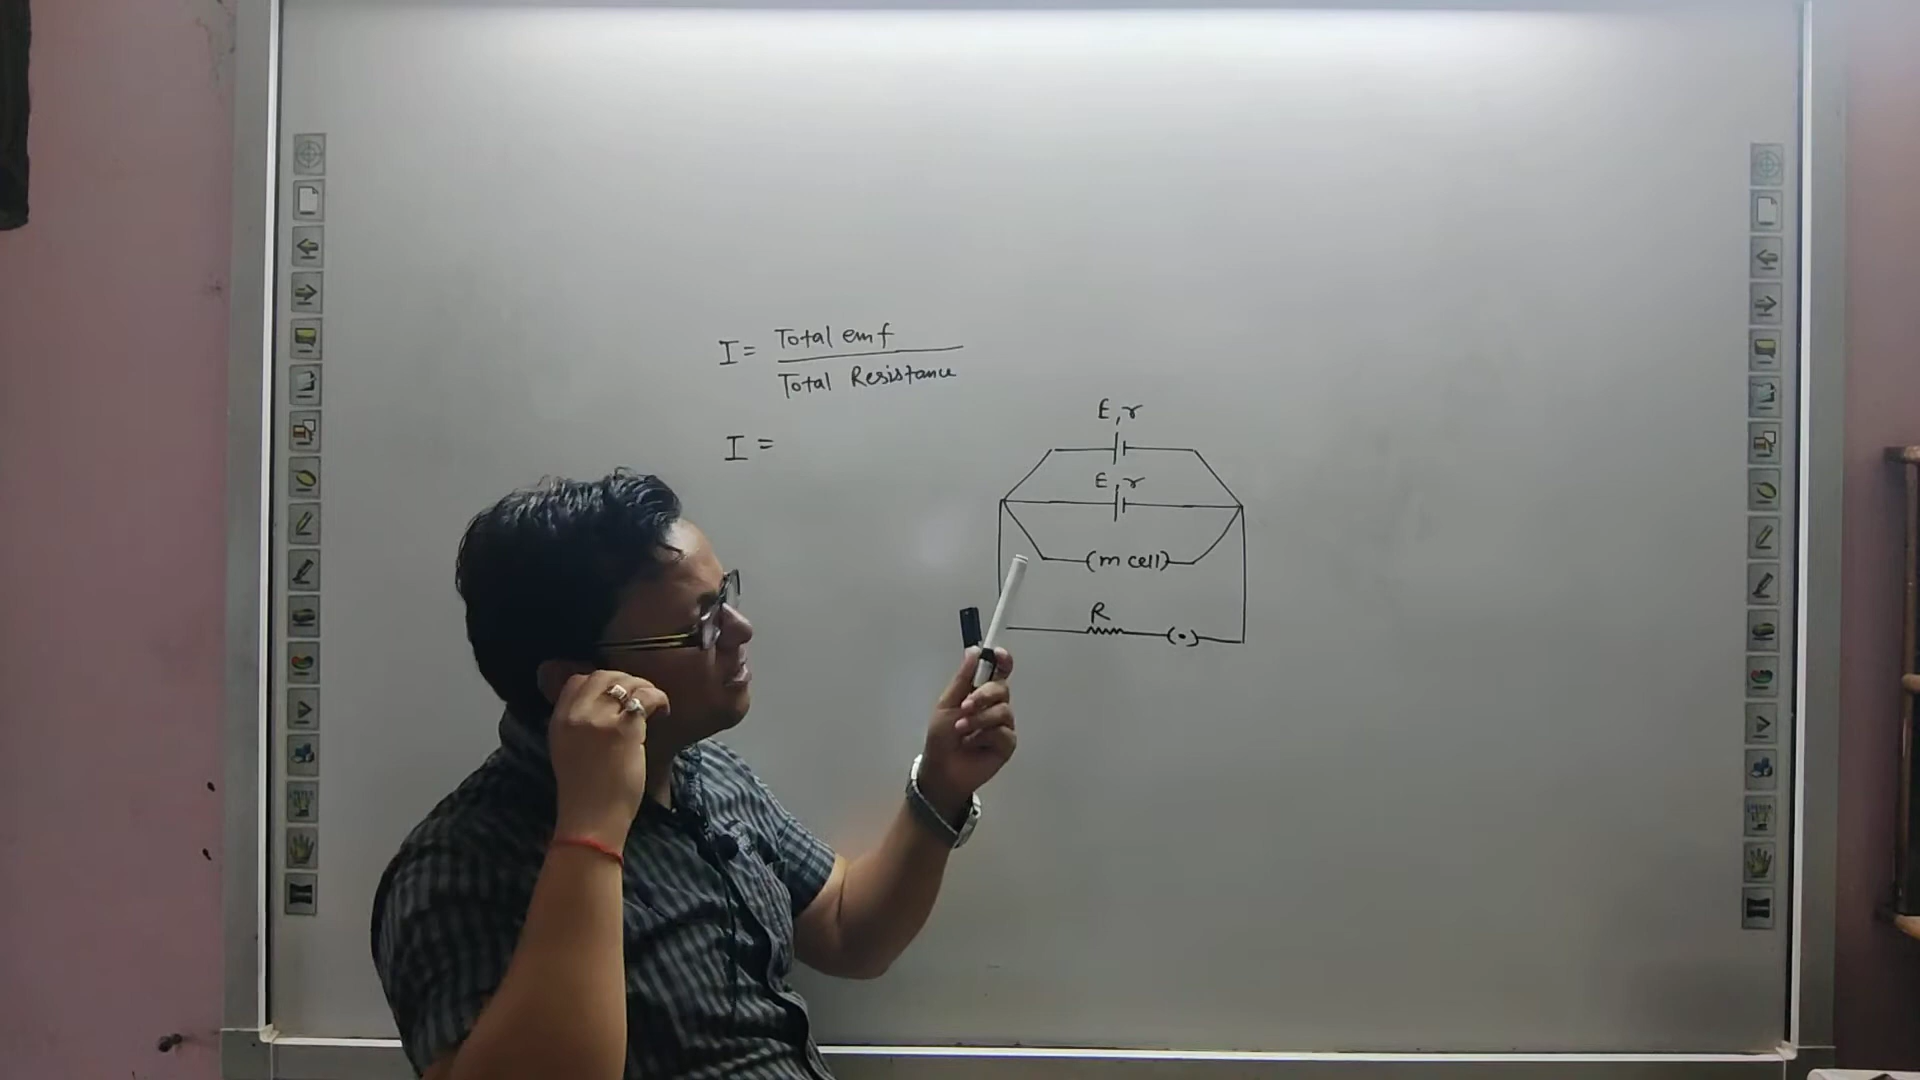 I = Total emf
Total Resistance
I =
E, r
E, r
(m cell)
R
(•)